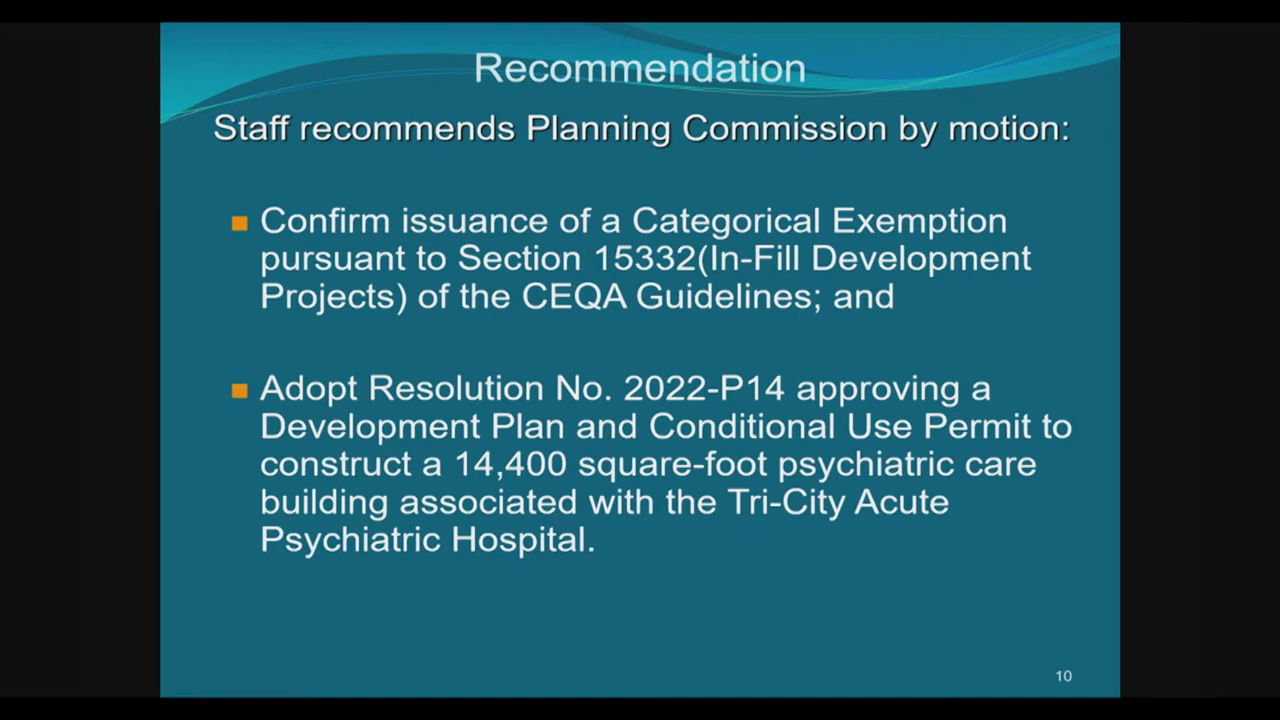 Recommendation
Staff recommends Planning Commission by motion:
Confirm issuance of a Categorical Exemption
pursuant to Section 15332(In-Fill Development
Projects) of the CEQA Guidelines; and
Adopt Resolution No. 2022-P14 approving a
Development Plan and Conditional Use Permit to
construct a 14,400 square-foot psychiatric care
building associated with the Tri-City Acute
Psychiatric Hospital.
10